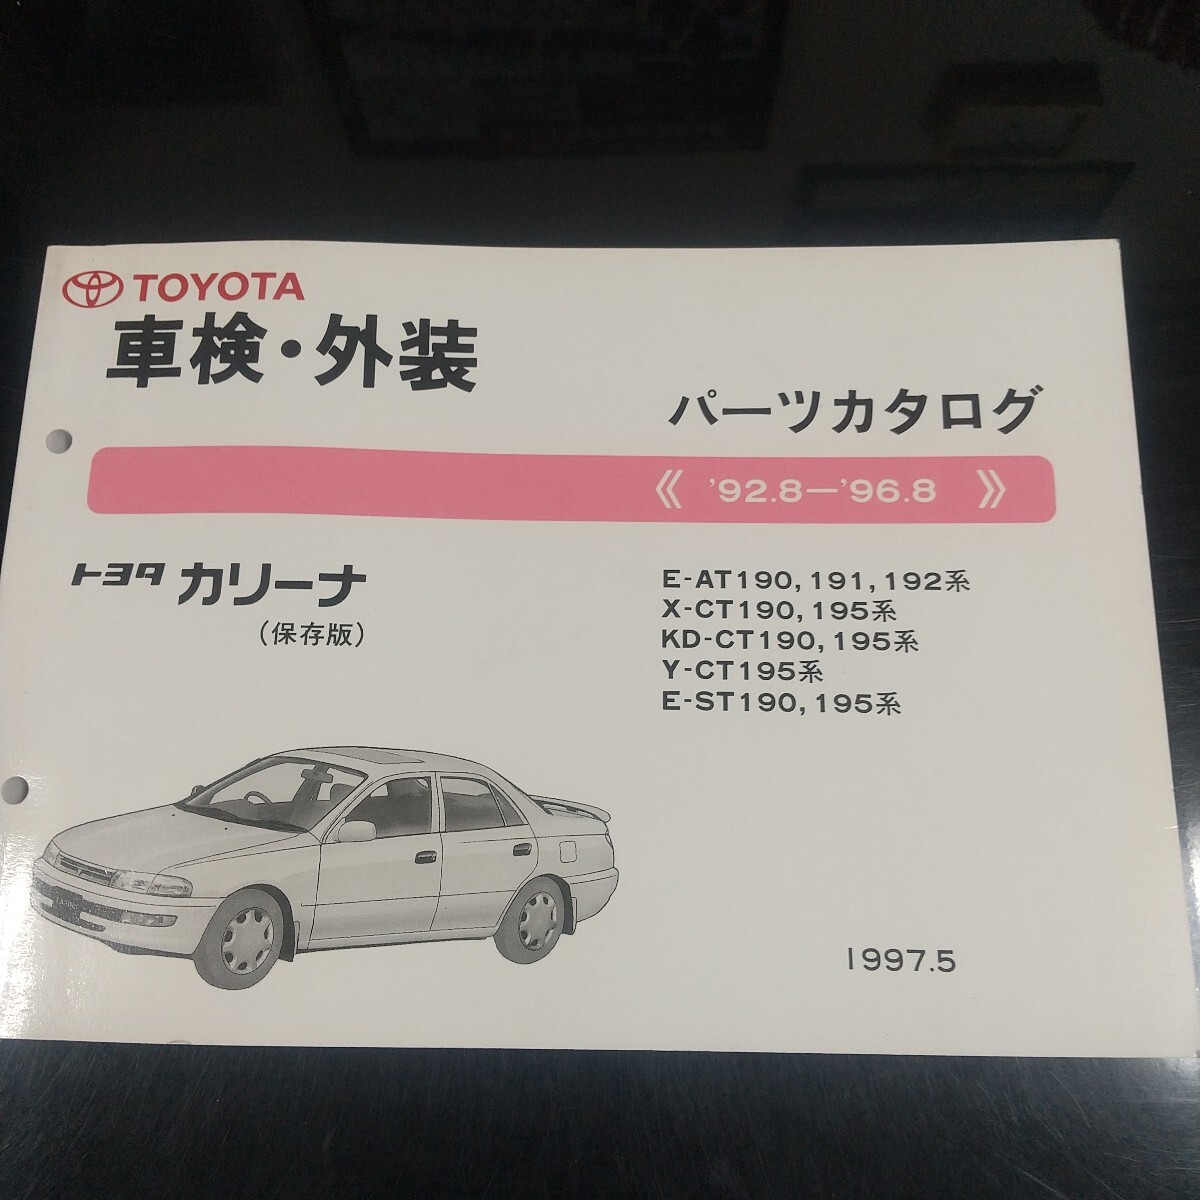 TOYOTA
車検・外装
パーツカタログ
《 '92.8－'96.8 》
トヨタ カリーナ
（保存版）
E-AT190, 191, 192系
X-CT190, 195系
KD-CT190, 195系
Y-CT195系
E-ST190, 195系
1997.5